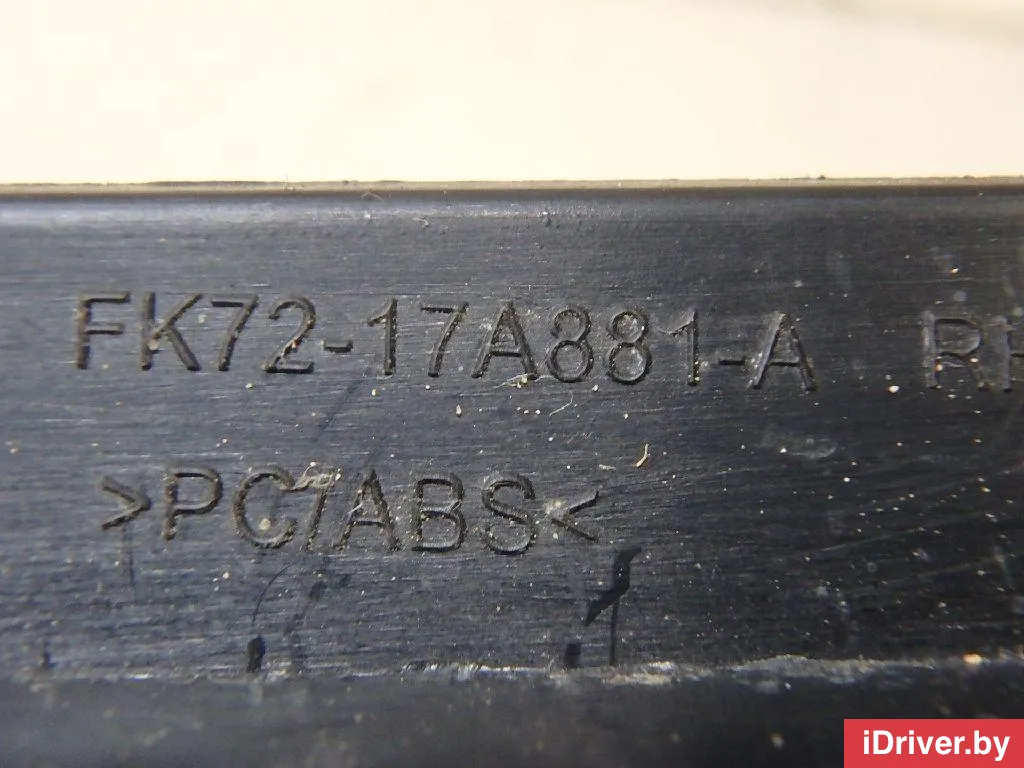 FK72-17A881-A
>PC/ABS<
iDriver.by